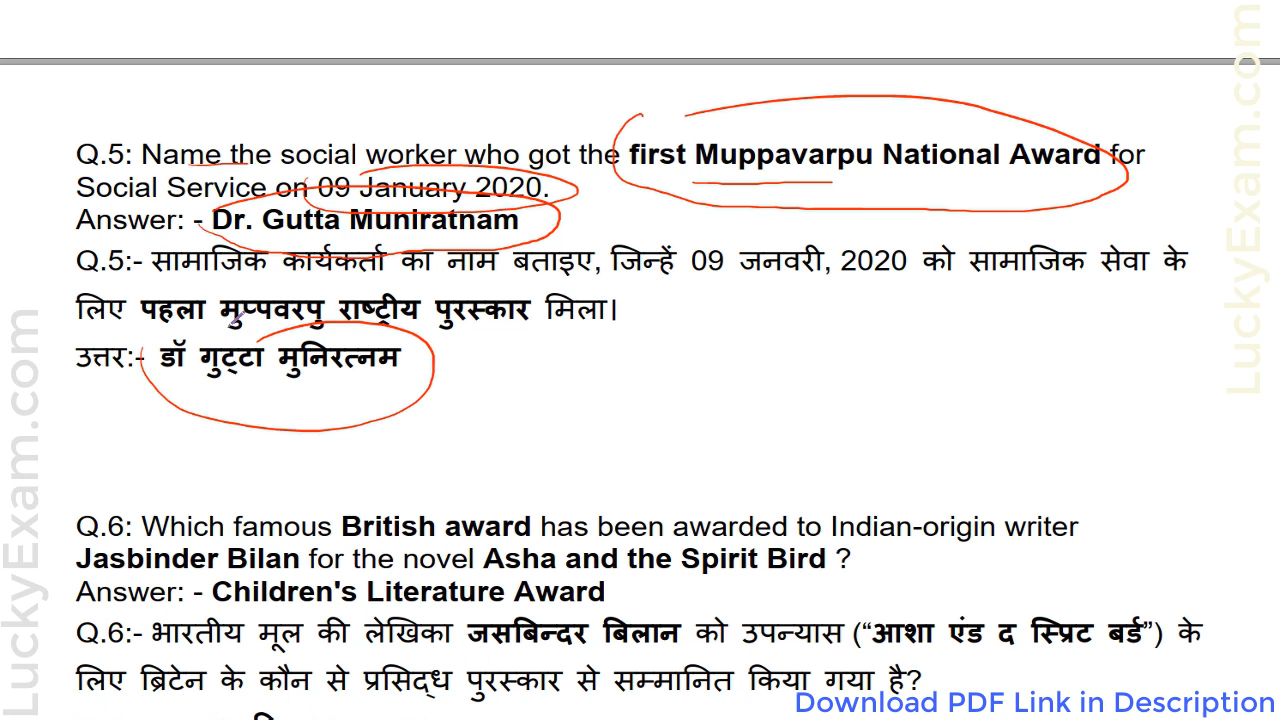 Q.5: Name the social worker who got the first Muppavarpu National Award for
Social Service on 09 January 2020.
Answer: - Dr. Gutta Muniratnam
Q.5:- सामाजिक कार्यकर्ता का नाम बताइए, जिन्हें 09 जनवरी, 2020 को सामाजिक सेवा के
लिए पहला मुप्पवरपु राष्ट्रीय पुरस्कार मिला।
उत्तर:- डॉ गुट्टा मुनिरत्नम
Q.6: Which famous British award has been awarded to Indian-origin writer
Jasbinder Bilan for the novel Asha and the Spirit Bird ?
Answer: - Children's Literature Award
Q.6:- भारतीय मूल की लेखिका जसबिन्दर बिलान को उपन्यास (“आशा एंड द स्प्रिट बर्ड”) के
लिए ब्रिटेन के कौन से प्रसिद्ध पुरस्कार से सम्मानित किया गया है?
Download PDF Link in Description
LuckyExam.com
LuckyExam.com